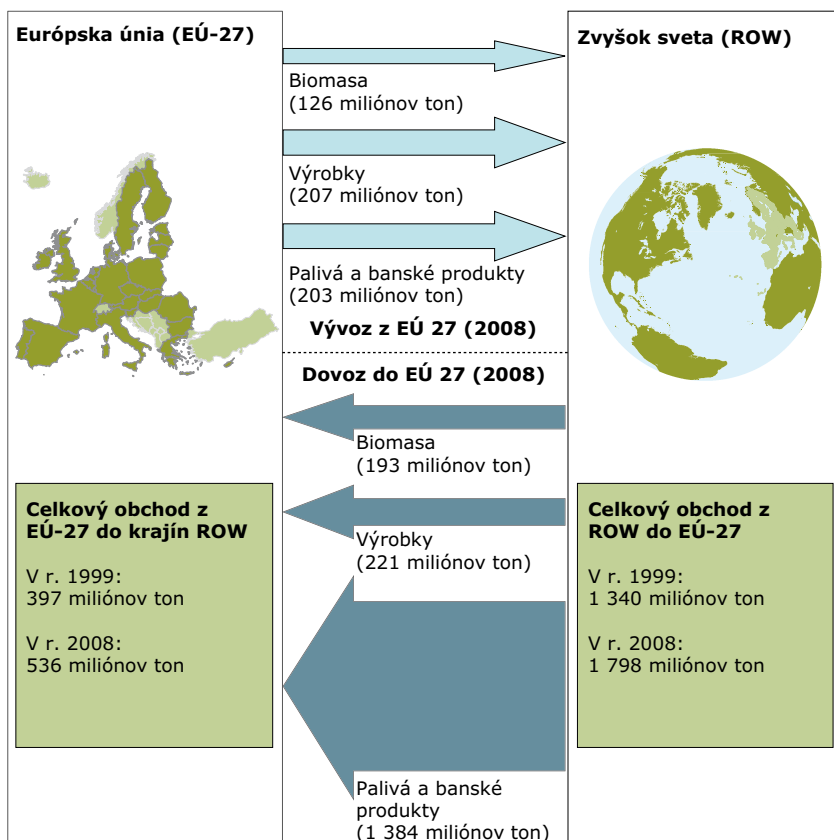 Európska únia (EÚ-27)
Zvyšok sveta (ROW)
Biomasa
(126 miliónov ton)
Výrobky
(207 miliónov ton)
Palivá a banské produkty
(203 miliónov ton)
Vývoz z EÚ 27 (2008)
Dovoz do EÚ 27 (2008)
Biomasa
(193 miliónov ton)
Výrobky
(221 miliónov ton)
Palivá a banské
produkty
(1 384 miliónov ton)
Celkový obchod z
EÚ-27 do krajín ROW
V r. 1999:
397 miliónov ton
V r. 2008:
536 miliónov ton
Celkový obchod z
ROW do EÚ-27
V r. 1999:
1 340 miliónov ton
V r. 2008:
1 798 miliónov ton